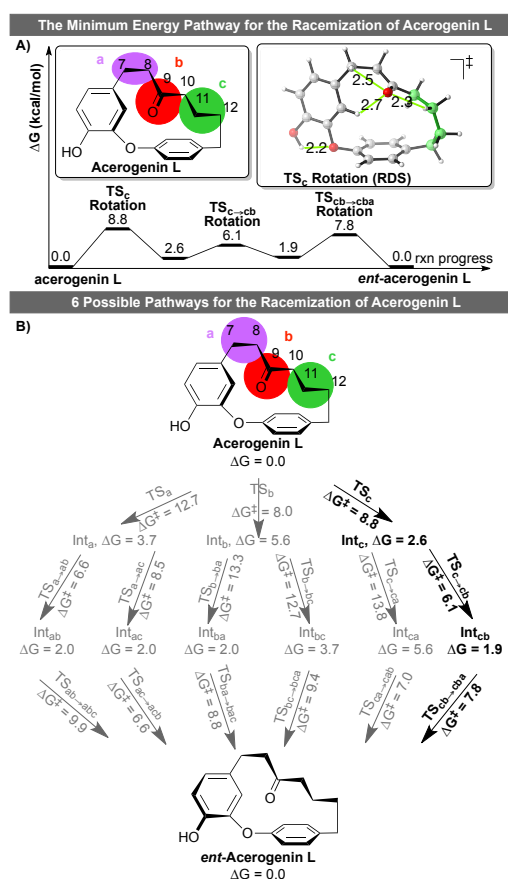 The Minimum Energy Pathway for the Racemization of Acerogenin L
A)
ΔG (kcal/mol)
a
b
c
7
8
9
10
11
12
O
HO
O
Acerogenin L
‡
2.5
2.7
2.3
2.2
TSc Rotation (RDS)
TSc
Rotation
8.8
TSc→cb
Rotation
6.1
TScb→cba
Rotation
7.8
0.0
2.6
1.9
0.0
rxn progress
acerogenin L
ent-acerogenin L
6 Possible Pathways for the Racemization of Acerogenin L
B)
a
b
c
7
8
9
10
11
12
O
HO
O
Acerogenin L
ΔG = 0.0
TSa
ΔG‡ = 12.7
TSb
ΔG‡ = 8.0
TSc
ΔG‡ = 8.8
Inta, ΔG = 3.7
Intb, ΔG = 5.6
Intc, ΔG = 2.6
TSa→ab
ΔG‡ = 6.6
TSa→ac
ΔG‡ = 8.5
TSb→ba
ΔG‡ = 13.3
TSb→bc
ΔG‡ = 12.7
TSc→ca
ΔG‡ = 13.8
TSc→cb
ΔG‡ = 6.1
Intab
ΔG = 2.0
Intac
ΔG = 2.0
Intba
ΔG = 2.0
Intbc
ΔG = 3.7
Intca
ΔG = 5.6
Intcb
ΔG = 1.9
TSab→abc
ΔG‡ = 9.9
TSac→acb
ΔG‡ = 6.6
TSba→bac
ΔG‡ = 8.8
TSbc→bca
ΔG‡ = 9.4
TSca→cab
ΔG‡ = 7.0
TScb→cba
ΔG‡ = 7.8
O
HO
O
ent-Acerogenin L
ΔG = 0.0